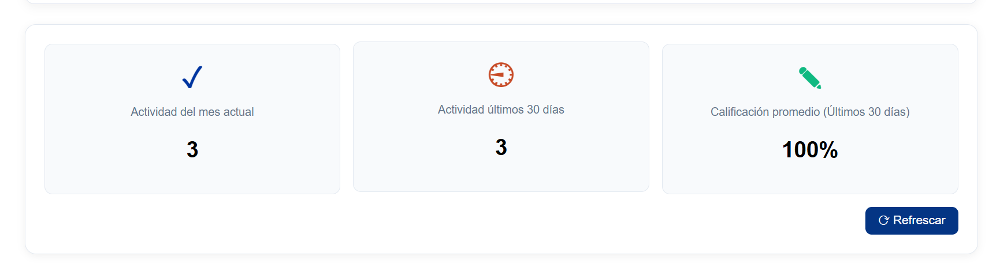 Actividad del mes actual
3
Actividad últimos 30 días
3
Calificación promedio (Últimos 30 días)
100%
Refrescar